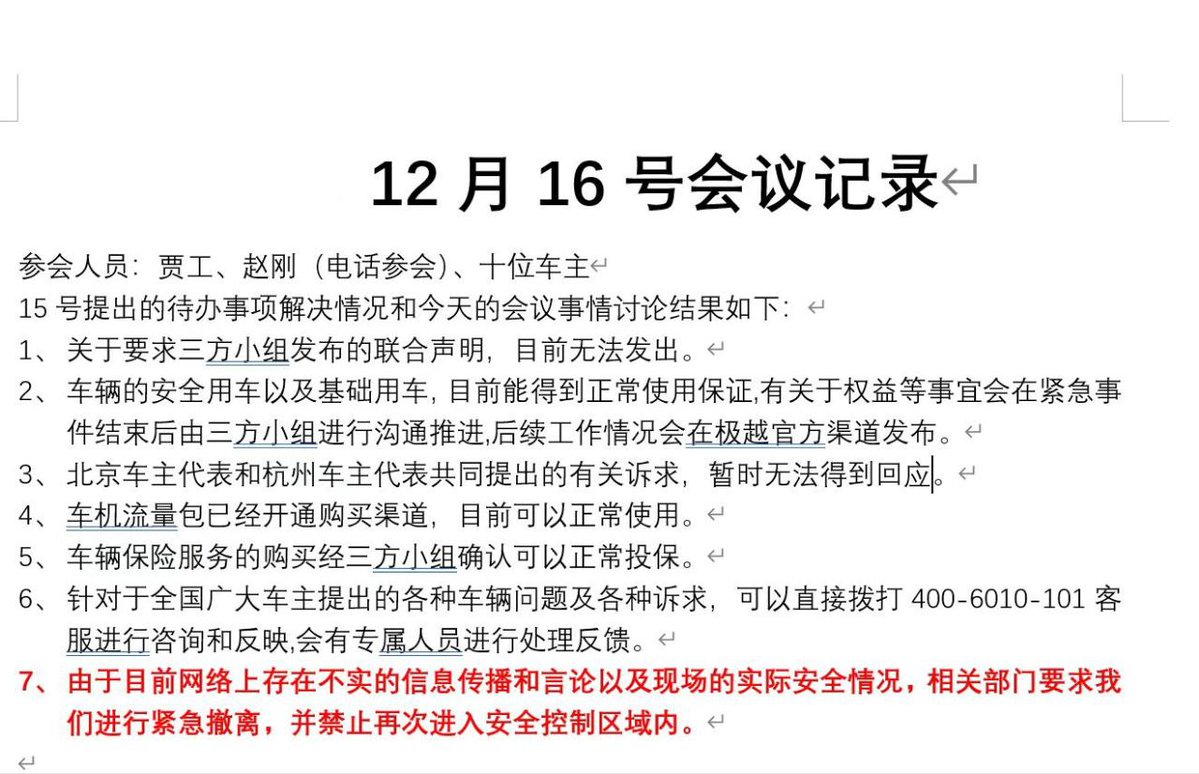 12 月 16 号会议记录
参会人员：贾工、赵刚（电话参会）、十位车主
15 号提出的待办事项解决情况和今天的会议事情讨论结果如下：
1、关于要求三方小组发布的联合声明，目前无法发出。
2、车辆的安全用车以及基础用车,目前能得到正常使用保证,有关于权益等事宜会在紧急事
件结束后由三方小组进行沟通推进,后续工作情况会在极越官方渠道发布。
3、北京车主代表和杭州车主代表共同提出的有关诉求，暂时无法得到回应。
4、车机流量包已经开通购买渠道，目前可以正常使用。
5、车辆保险服务的购买经三方小组确认可以正常投保。
6、针对于全国广大车主提出的各种车辆问题及各种诉求，可以直接拨打 400-6010-101 客
服进行咨询和反映,会有专属人员进行处理反馈。
7、由于目前网络上存在不实的信息传播和言论以及现场的实际安全情况，相关部门要求我
们进行紧急撤离，并禁止再次进入安全控制区域内。